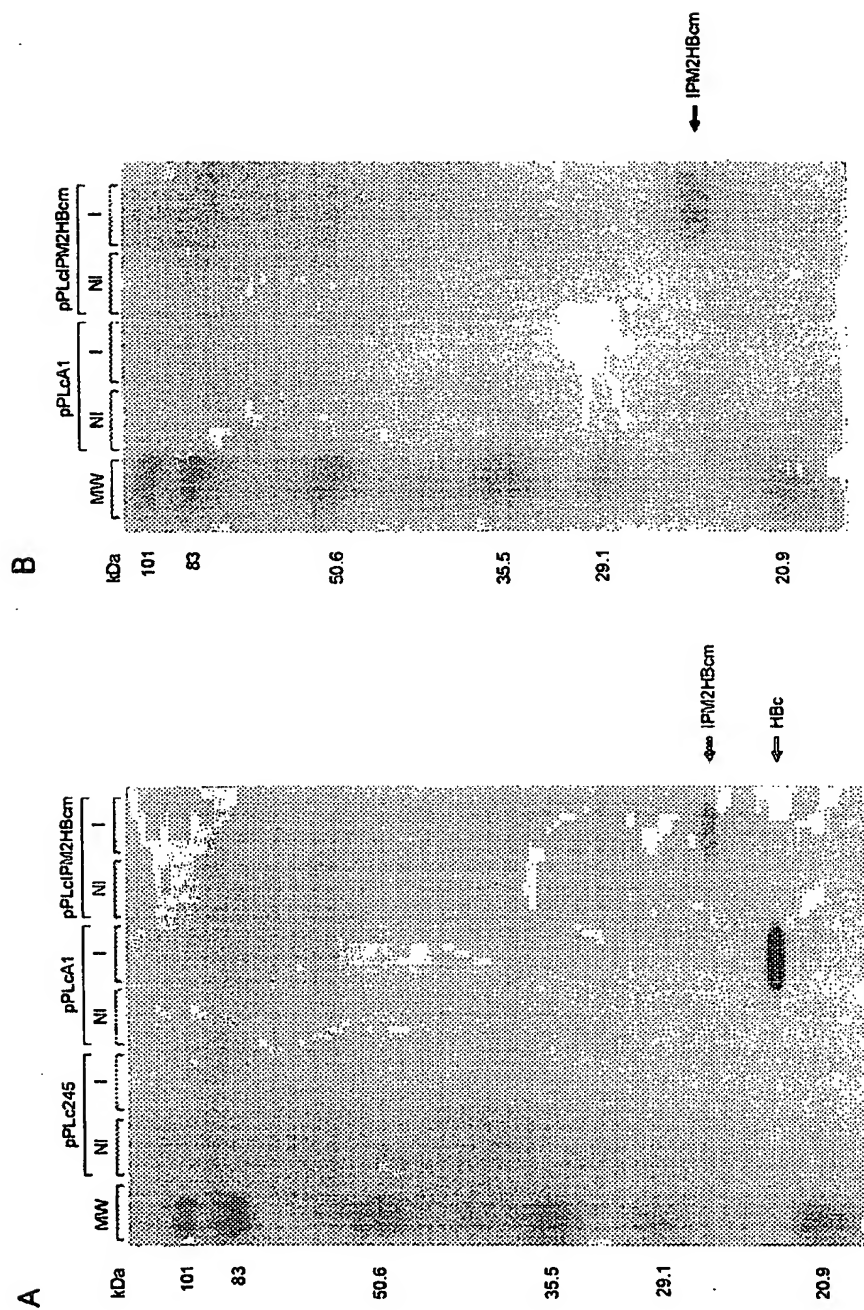 A
pPLc245 pPLcA1 pPLcIPM2HBcm
kDa MW NI I NI I NI I
101
83
50.6
35.5
29.1
20.9
IPM2HBcm
HBc
B
pPLcA1 pPLcIPM2HBcm
kDa MW NI I NI I
101
83
50.6
35.5
29.1
20.9
IPM2HBcm